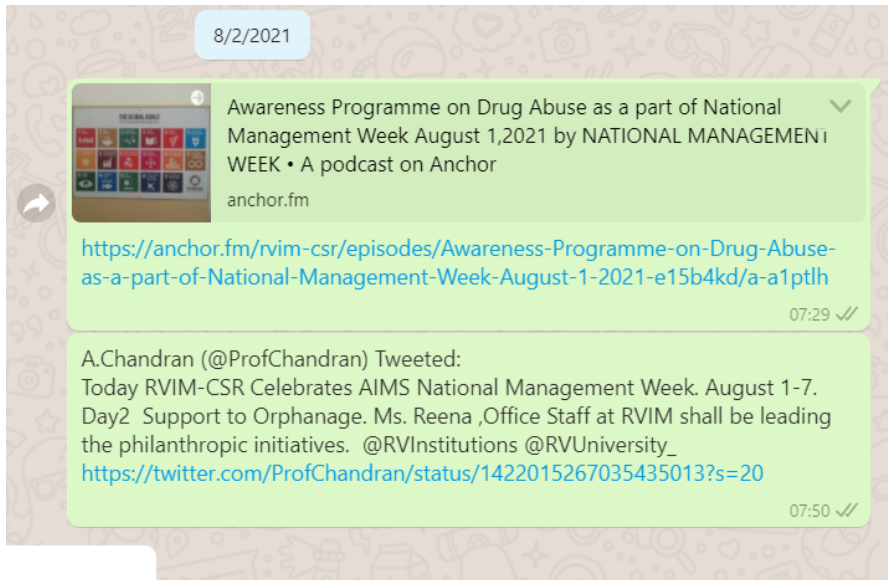 8/2/2021
THE GLOBAL GOALS
Awareness Programme on Drug Abuse as a part of National
Management Week August 1,2021 by NATIONAL MANAGEMENT
WEEK • A podcast on Anchor
anchor.fm
https://anchor.fm/rvim-csr/episodes/Awareness-Programme-on-Drug-Abuse-
as-a-part-of-National-Management-Week-August-1-2021-e15b4kd/a-a1ptlh
07:29
A.Chandran (@ProfChandran) Tweeted:
Today RVIM-CSR Celebrates AIMS National Management Week. August 1-7.
Day2  Support to Orphanage. Ms. Reena ,Office Staff at RVIM shall be leading
the philanthropic initiatives.  @RVInstitutions @RVUniversity_
https://twitter.com/ProfChandran/status/1422015267035435013?s=20
07:50